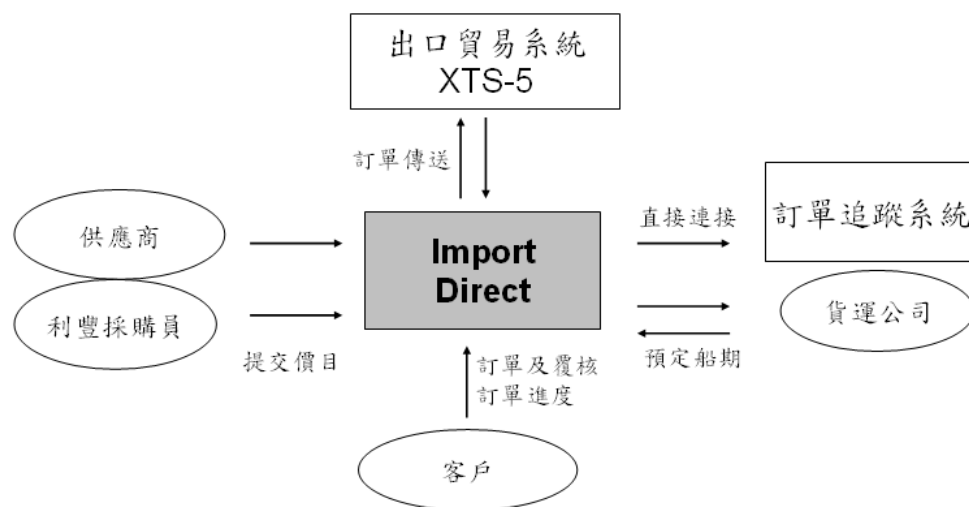 出口貿易系統
XTS-5
訂單傳送
供應商
Import
Direct
直接連接
訂單追蹤系統
利豐採購員
貨運公司
提交價目
訂單及覆核
訂單進度
預定船期
客戶